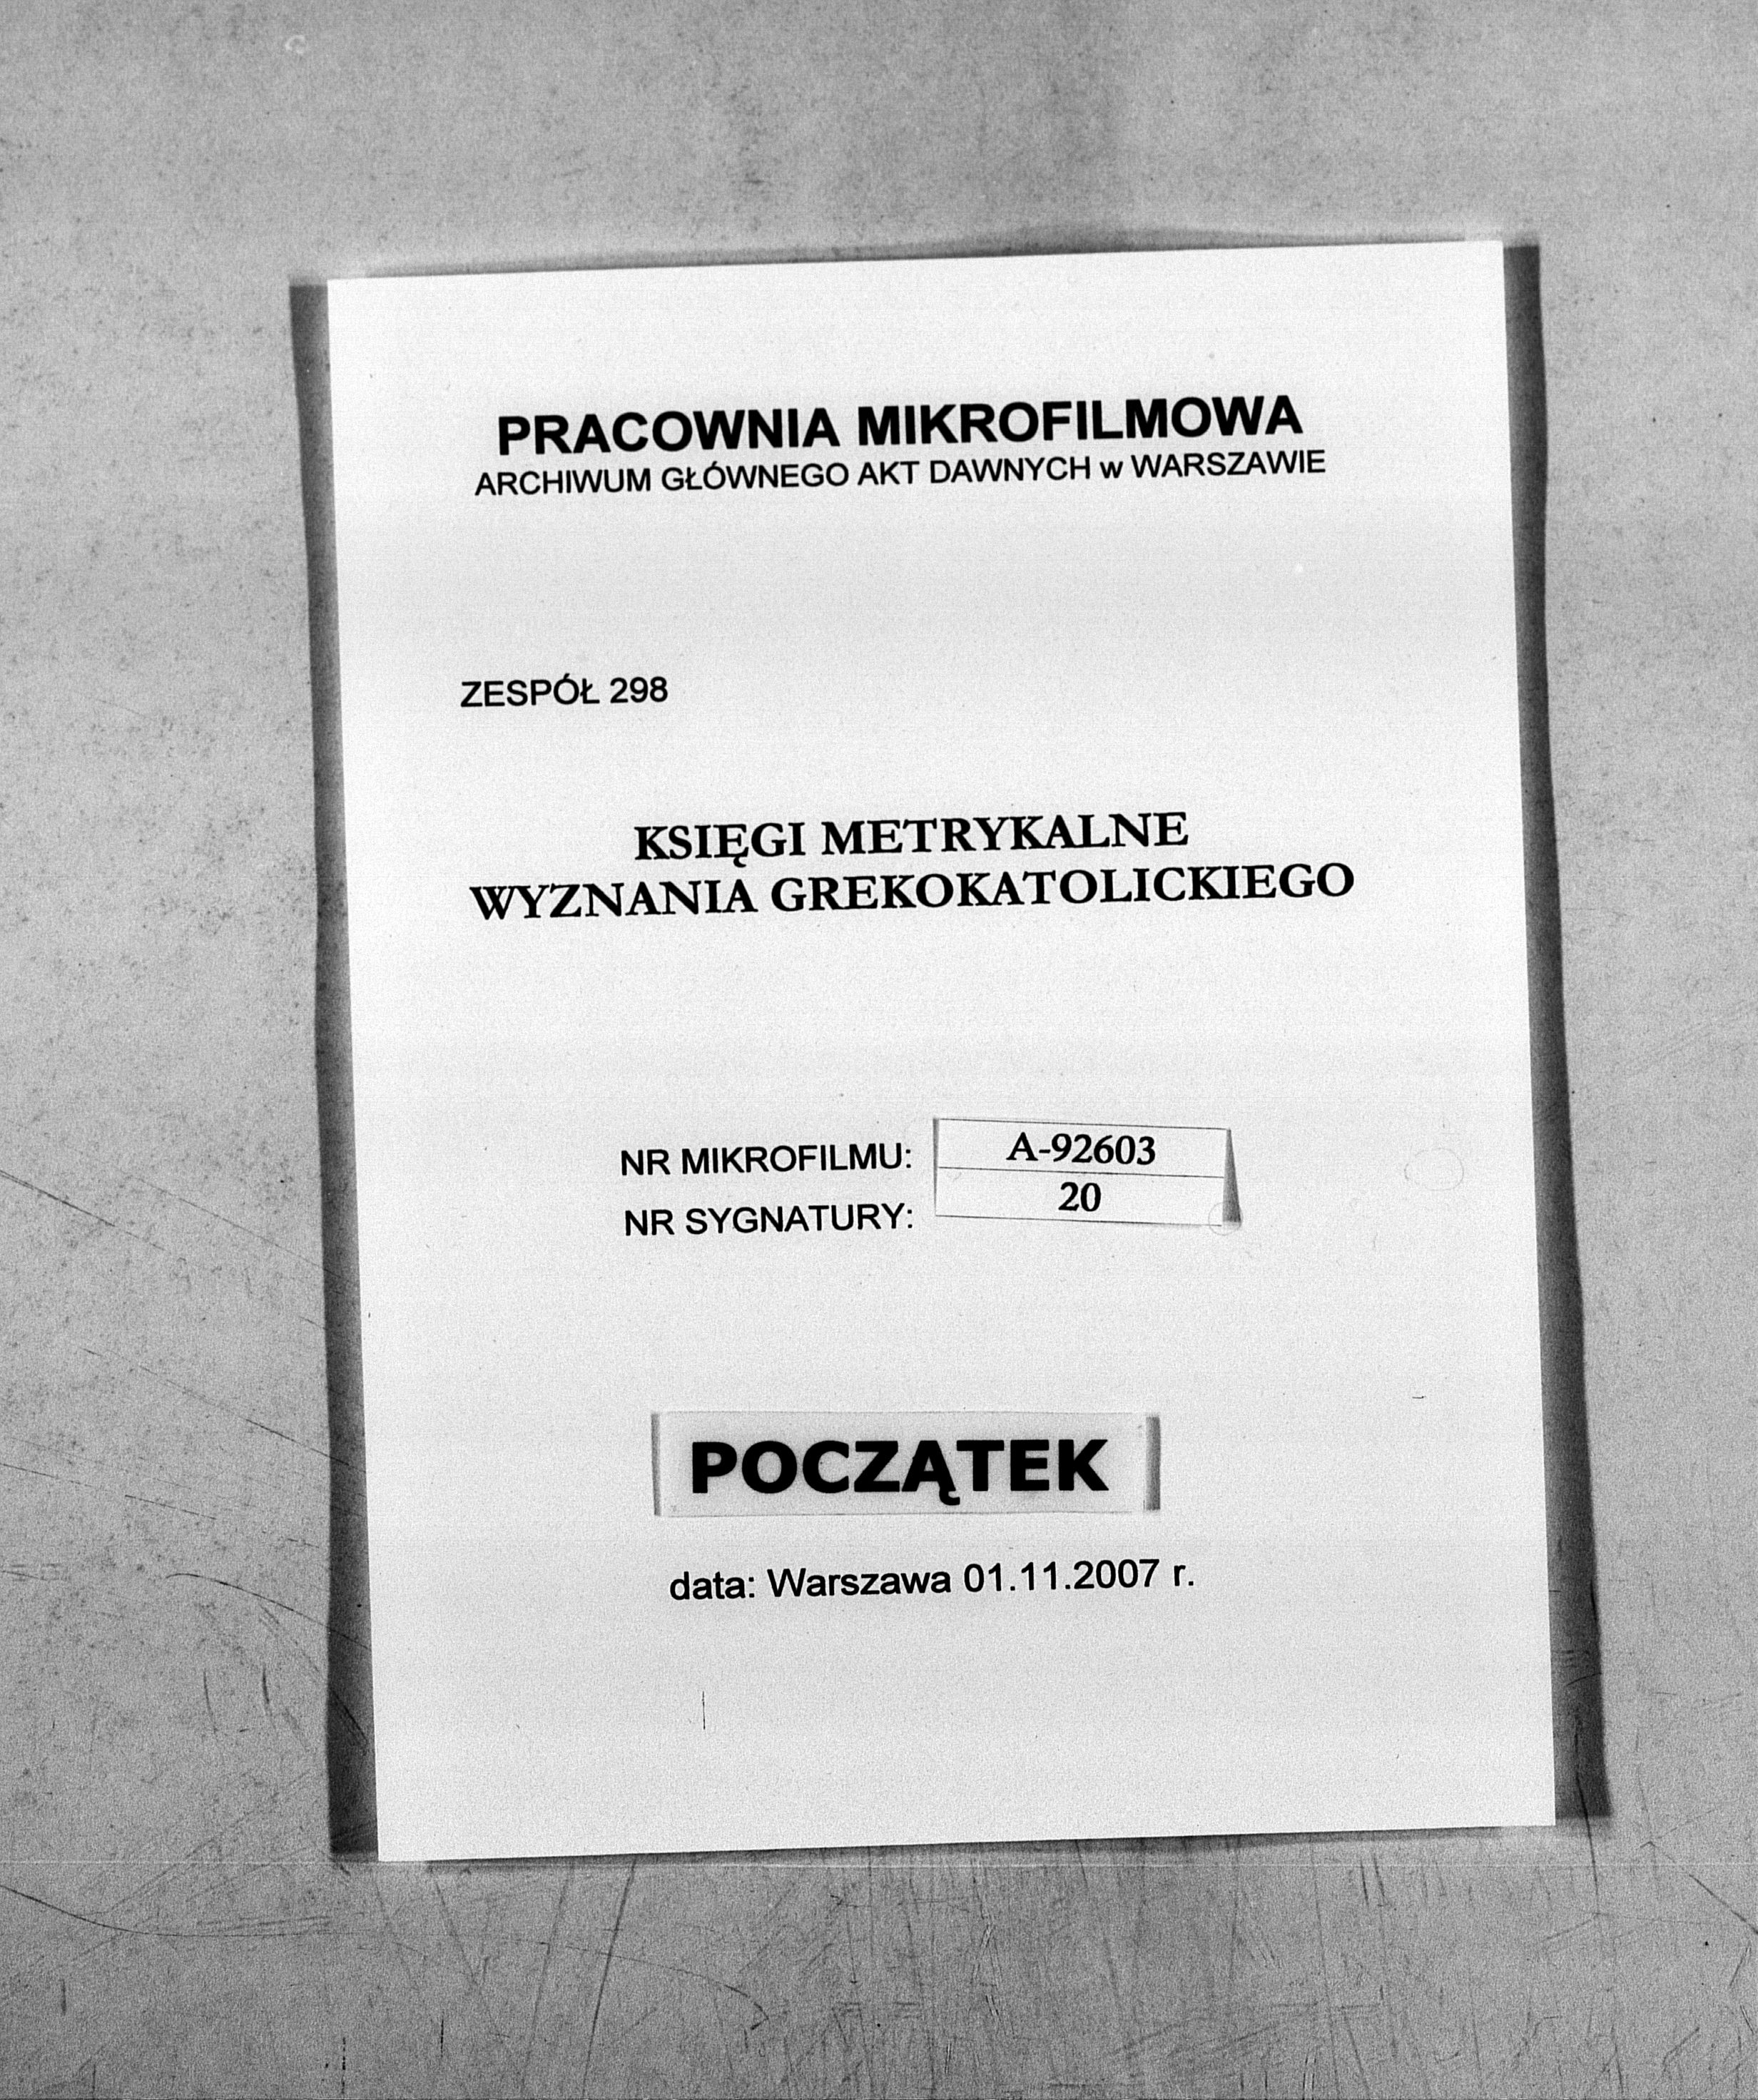 PRACOWNIA MIKROFILMOWA
ARCHIWUM GŁÓWNEGO AKT DAWNYCH w WARSZAWIE
ZESPÓŁ 298
KSIĘGI METRYKALNE
WYZNANIA GREKOKATOLICKIEGO
NR MIKROFILMU: A-92603
NR SYGNATURY: 20
POCZĄTEK
data: Warszawa 01.11.2007 r.